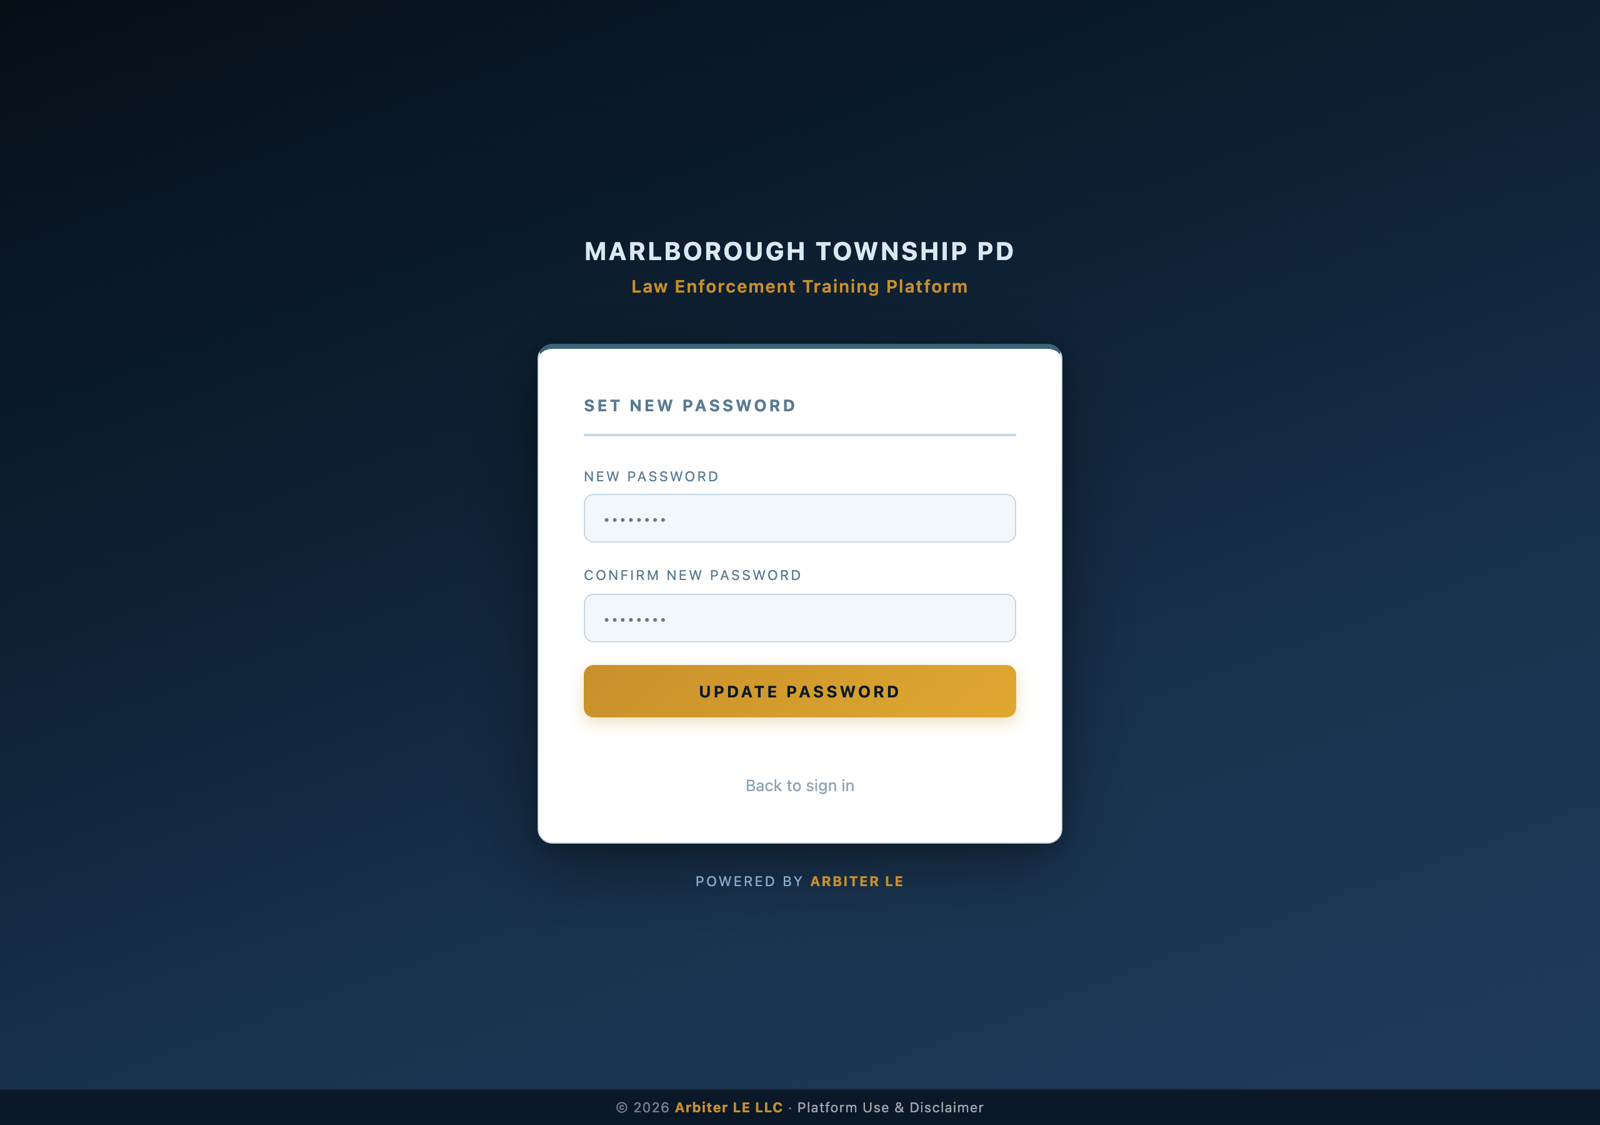 MARLBOROUGH TOWNSHIP PD
Law Enforcement Training Platform
SET NEW PASSWORD
NEW PASSWORD
••••••••
CONFIRM NEW PASSWORD
••••••••
UPDATE PASSWORD
Back to sign in
POWERED BY ARBITER LE
© 2026 Arbiter LE LLC · Platform Use & Disclaimer